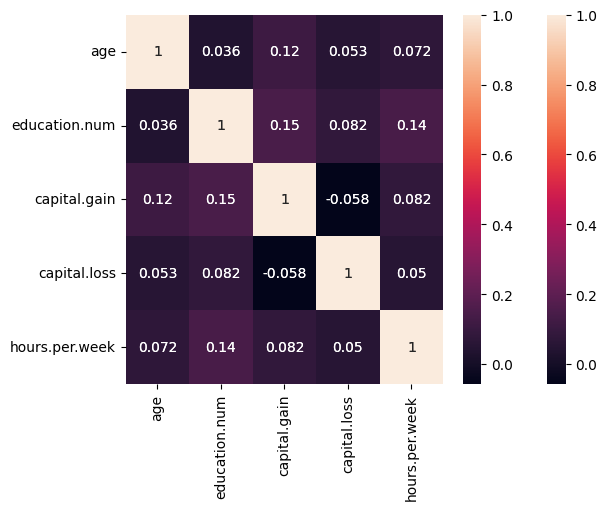 age 1 0.036 0.12 0.053 0.072
education.num 0.036 1 0.15 0.082 0.14
capital.gain 0.12 0.15 1 -0.058 0.082
capital.loss 0.053 0.082 -0.058 1 0.05
hours.per.week 0.072 0.14 0.082 0.05 1
age
education.num
capital.gain
capital.loss
hours.per.week
1.0
0.8
0.6
0.4
0.2
0.0
1.0
0.8
0.6
0.4
0.2
0.0